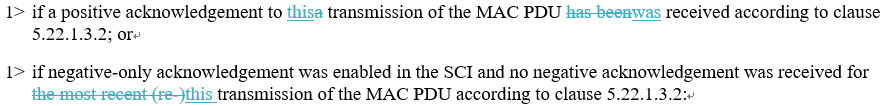 1> if a positive acknowledgement to thisa transmission of the MAC PDU has beenwas received according to clause
5.22.1.3.2; or↵
1> if negative-only acknowledgement was enabled in the SCI and no negative acknowledgement was received for
the most recent (re-)this transmission of the MAC PDU according to clause 5.22.1.3.2:↵